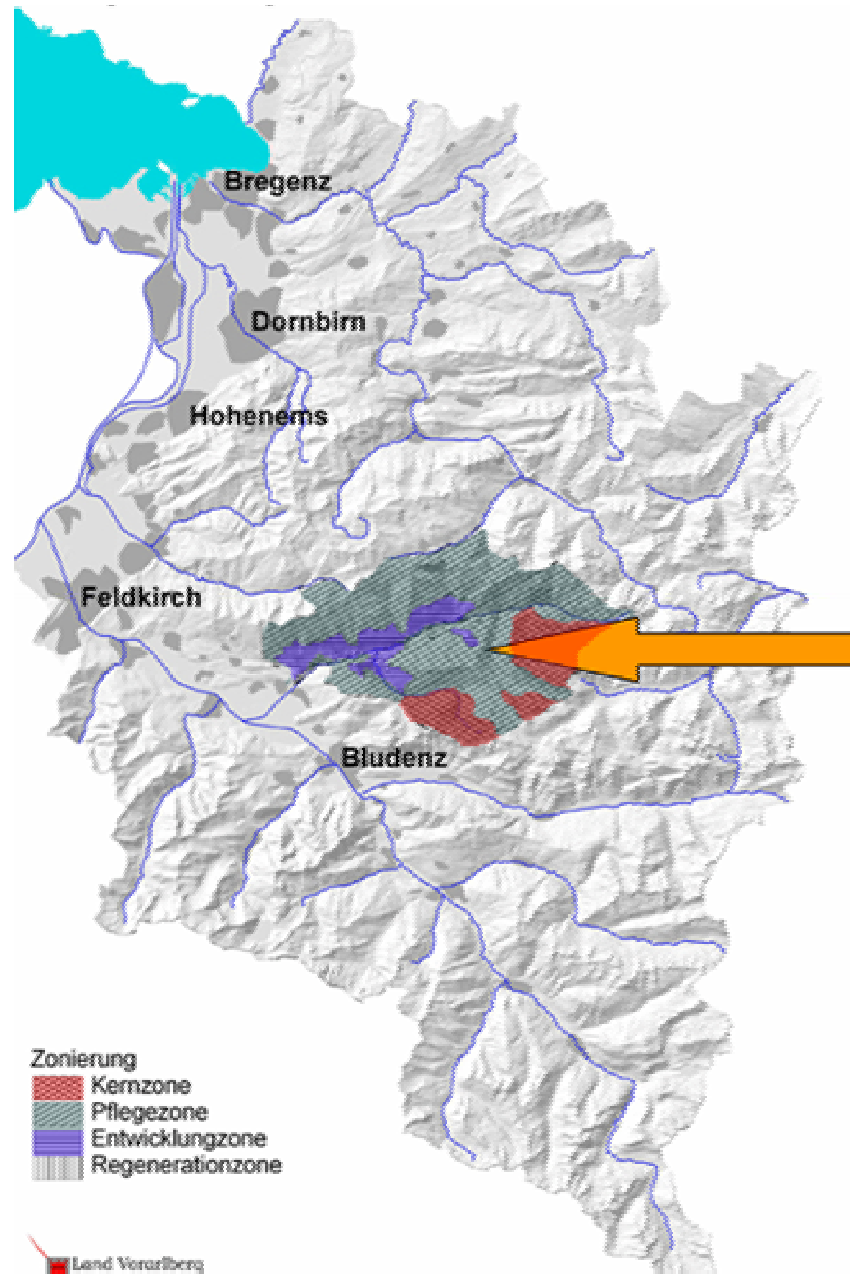 Bregenz
Dornbirn
Hohenems
Feldkirch
Bludenz
Zonierung
Kernzone
Pflegezone
Entwicklungzone
Regenerationzone
Land Vorarlberg